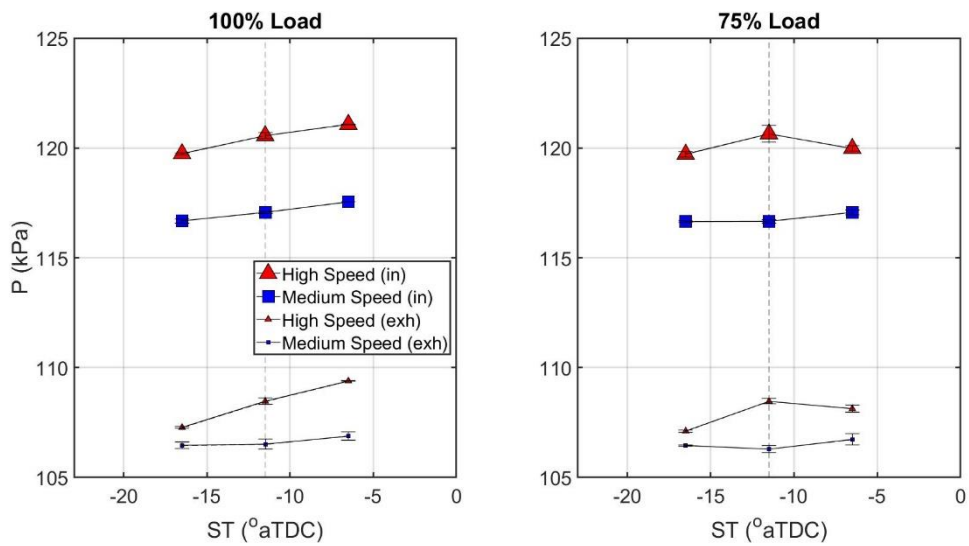 100% Load
75% Load
125
120
115
110
105
P (kPa)
High Speed (in)
Medium Speed (in)
High Speed (exh)
Medium Speed (exh)
-20
-15
-10
-5
0
ST (°aTDC)
125
120
115
110
105
-20
-15
-10
-5
0
ST (°aTDC)